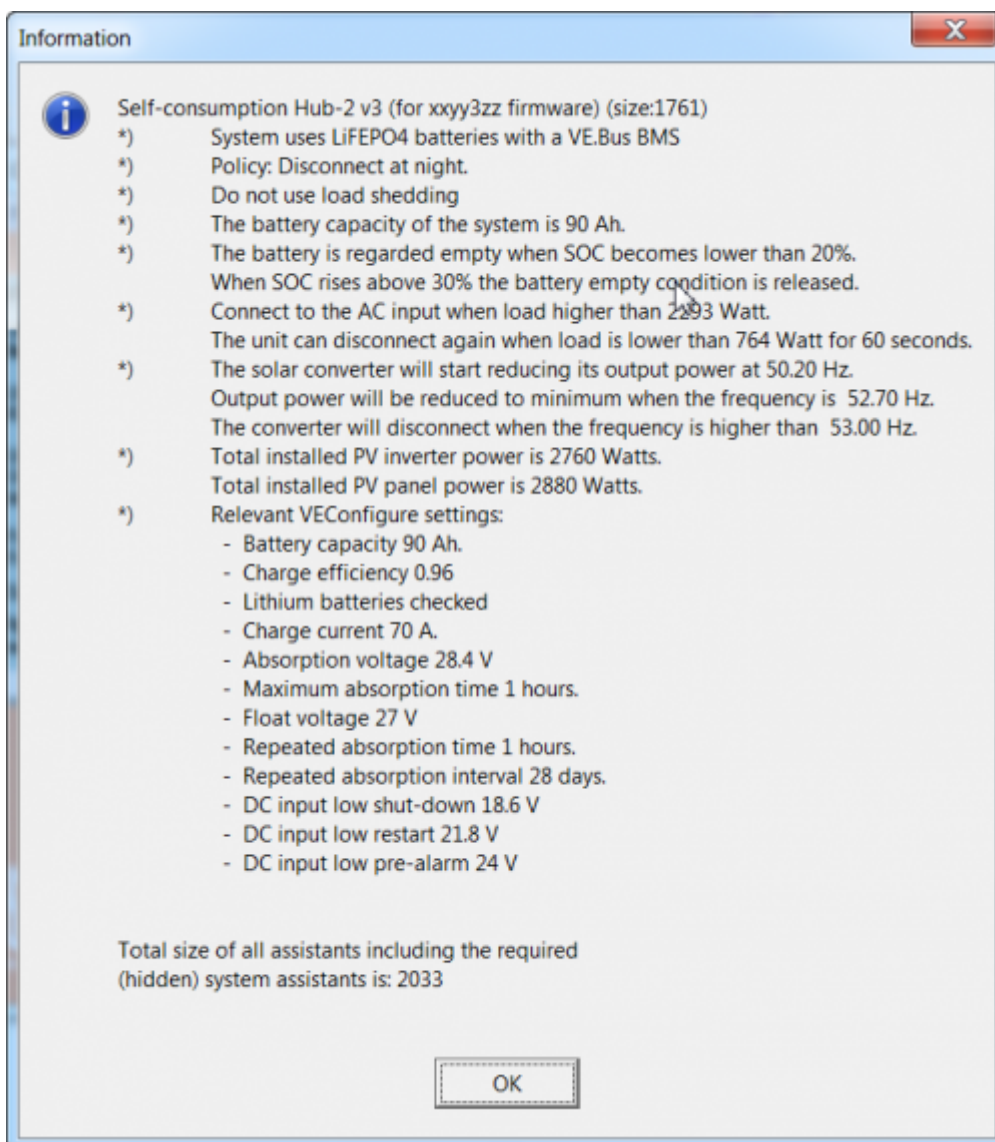 Information
Self-consumption Hub-2 v3 (for xxyy3zz firmware) (size:1761)
*) System uses LiFEPO4 batteries with a VE.Bus BMS
*) Policy: Disconnect at night.
*) Do not use load shedding
*) The battery capacity of the system is 90 Ah.
*) The battery is regarded empty when SOC becomes lower than 20%.
When SOC rises above 30% the battery empty condition is released.
*) Connect to the AC input when load higher than 2293 Watt.
The unit can disconnect again when load is lower than 764 Watt for 60 seconds.
*) The solar converter will start reducing its output power at 50.20 Hz.
Output power will be reduced to minimum when the frequency is 52.70 Hz.
The converter will disconnect when the frequency is higher than 53.00 Hz.
*) Total installed PV inverter power is 2760 Watts.
Total installed PV panel power is 2880 Watts.
*) Relevant VEConfigure settings:
- Battery capacity 90 Ah.
- Charge efficiency 0.96
- Lithium batteries checked
- Charge current 70 A.
- Absorption voltage 28.4 V
- Maximum absorption time 1 hours.
- Float voltage 27 V
- Repeated absorption time 1 hours.
- Repeated absorption interval 28 days.
- DC input low shut-down 18.6 V
- DC input low restart 21.8 V
- DC input low pre-alarm 24 V
Total size of all assistants including the required
(hidden) system assistants is: 2033
OK